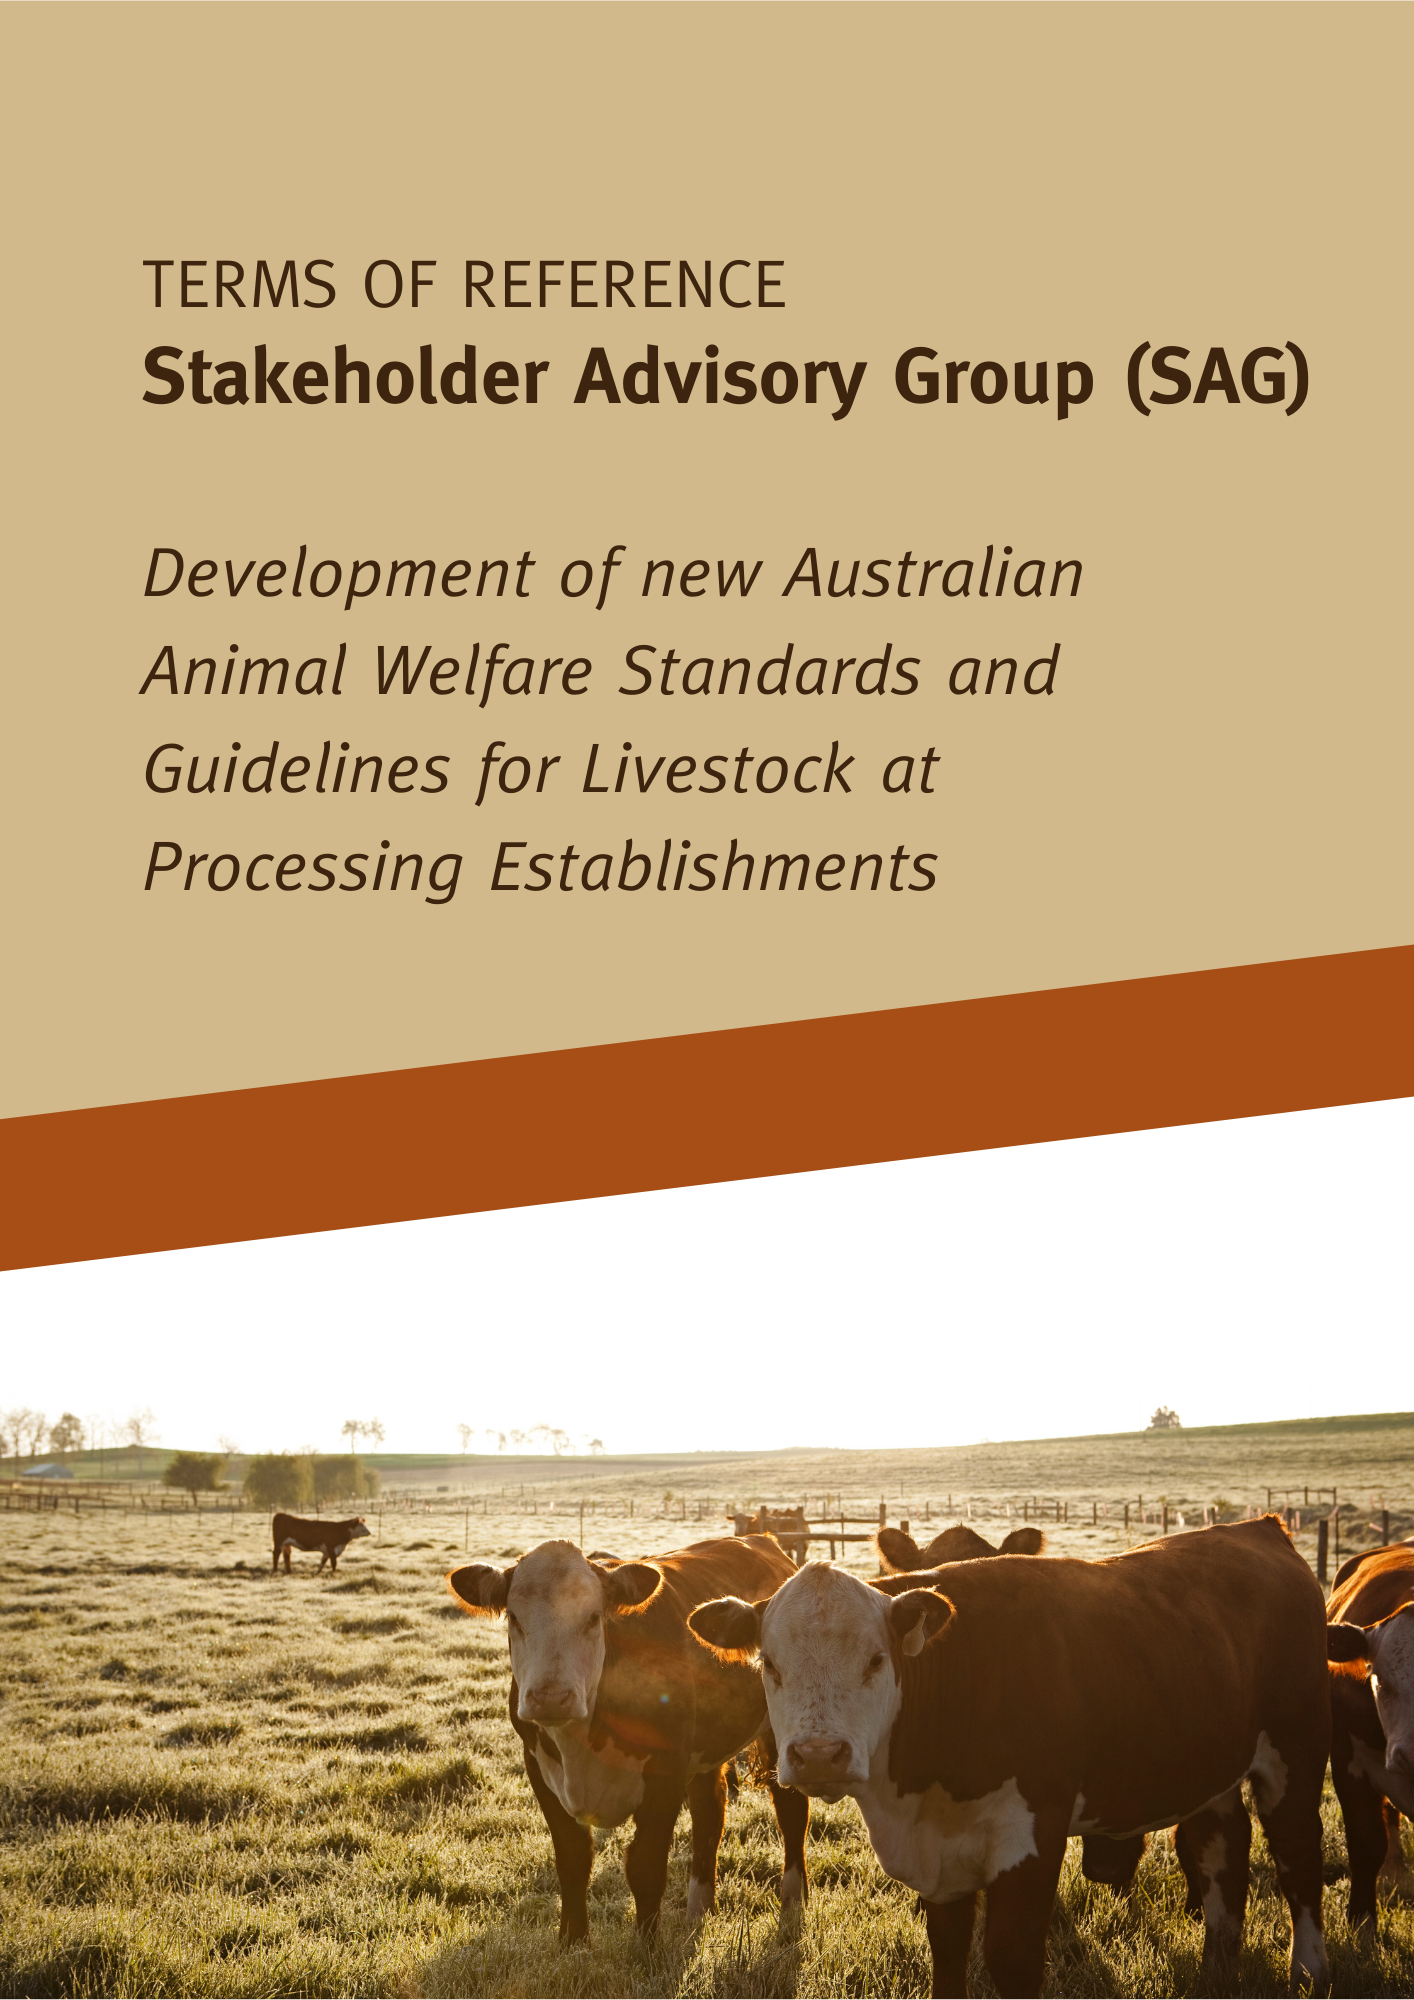 TERMS OF REFERENCE
Stakeholder Advisory Group (SAG)
Development of new Australian
Animal Welfare Standards and
Guidelines for Livestock at
Processing Establishments